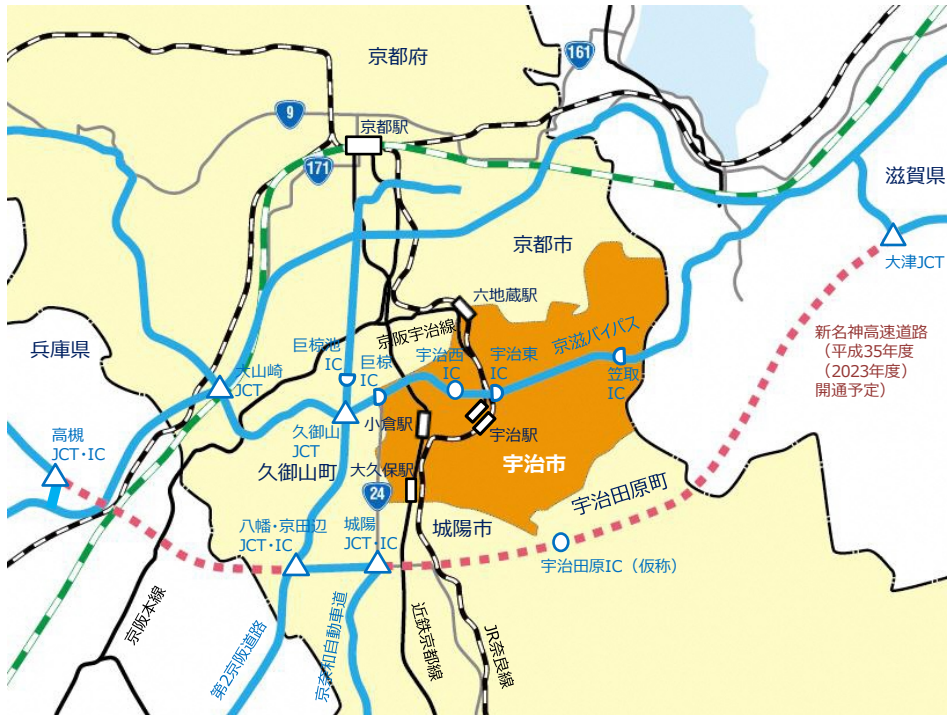 京都府
161
9
京都駅
171
滋賀県
京都市
大津JCT
六地蔵駅
京阪宇治線
京滋バイパス
新名神高速道路
(平成35年度
(2023年度)
開通予定)
兵庫県
巨椋池
IC
巨椋
IC
宇治西
IC
宇治東
IC
笠取
IC
大山崎
JCT
小倉駅
宇治駅
久御山
JCT
高槻
JCT・IC
久御山町
大久保駅
宇治市
24
宇治田原町
八幡・京田辺
JCT・IC
城陽
JCT・IC
城陽市
宇治田原IC(仮称)
京阪本線
第2京阪道路
京奈和自動車道
近鉄京都線
JR奈良線